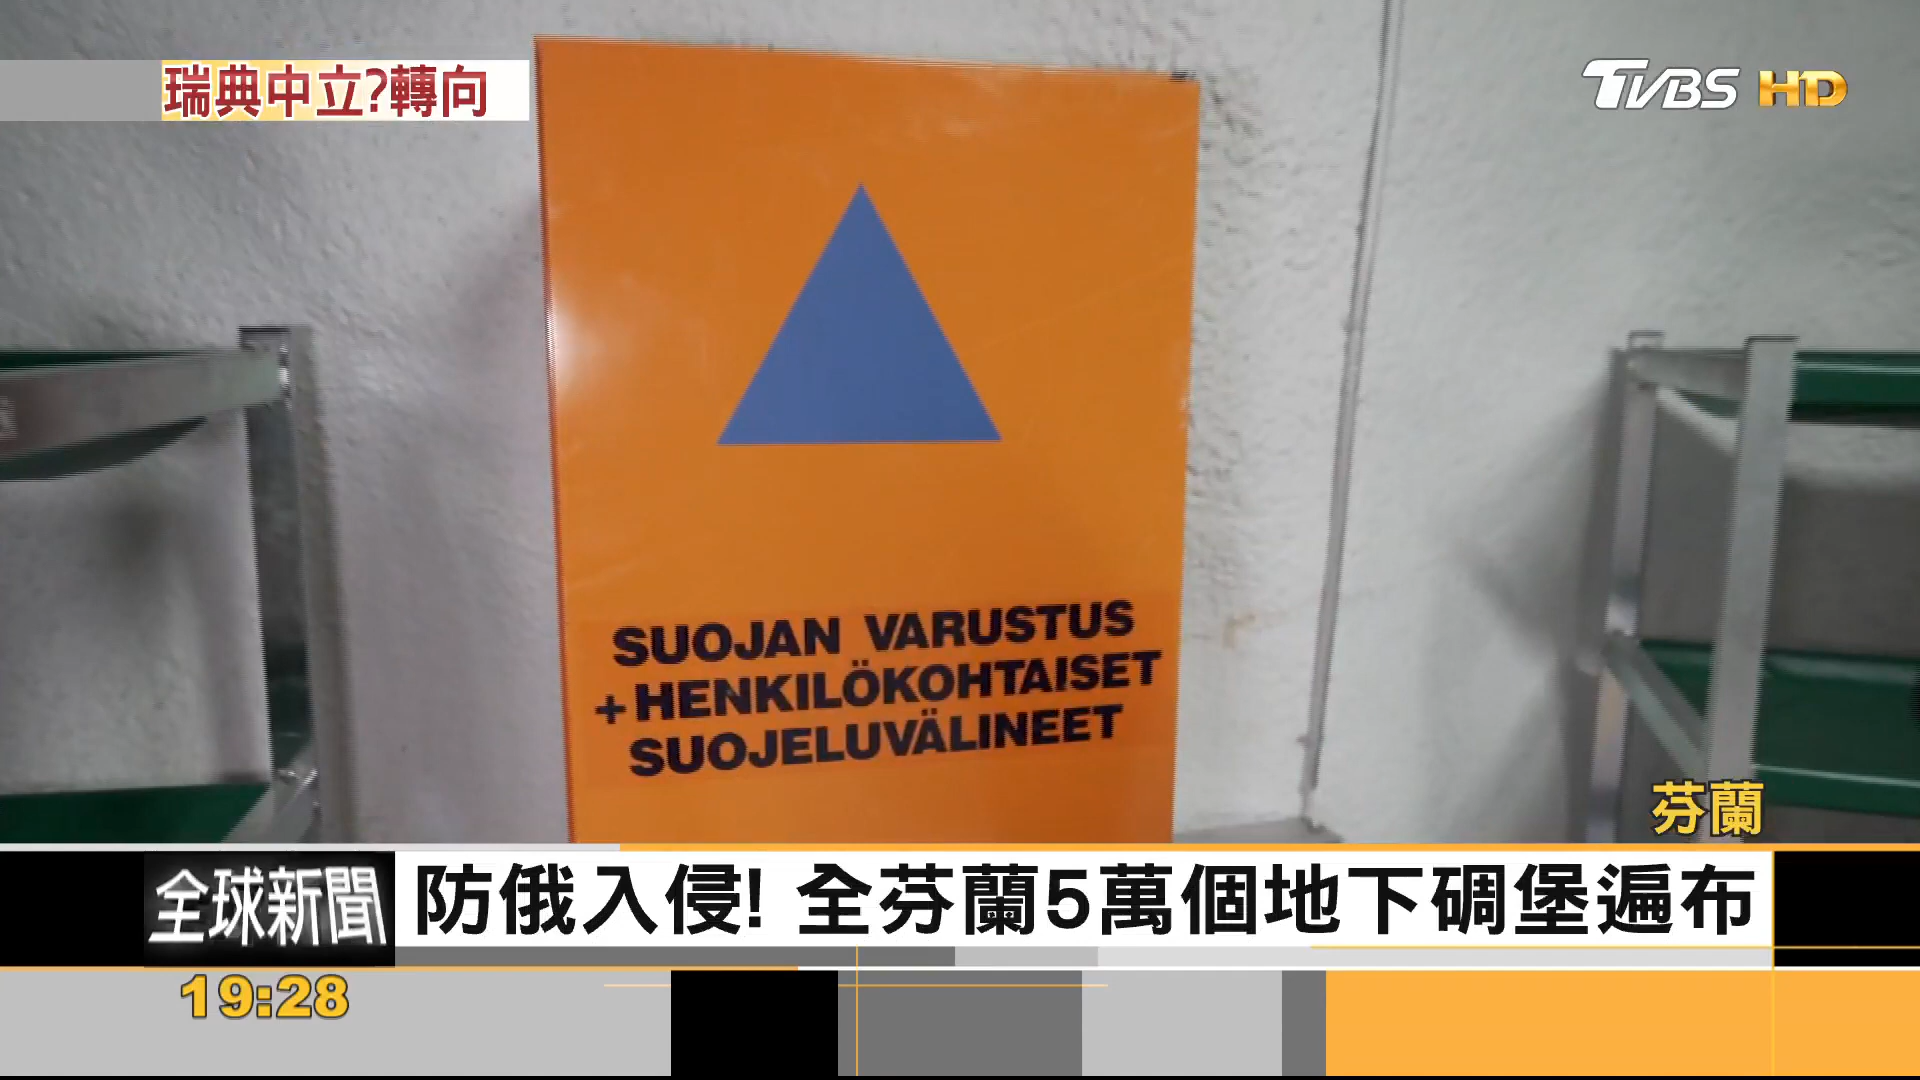 瑞典中立?轉向
TVBS HD
SUOJAN VARUSTUS
+HENKILÖKOHTAISET
SUOJELUVÄLINEET
芬蘭
全球新聞
防俄入侵! 全芬蘭5萬個地下碉堡遍布
19:28